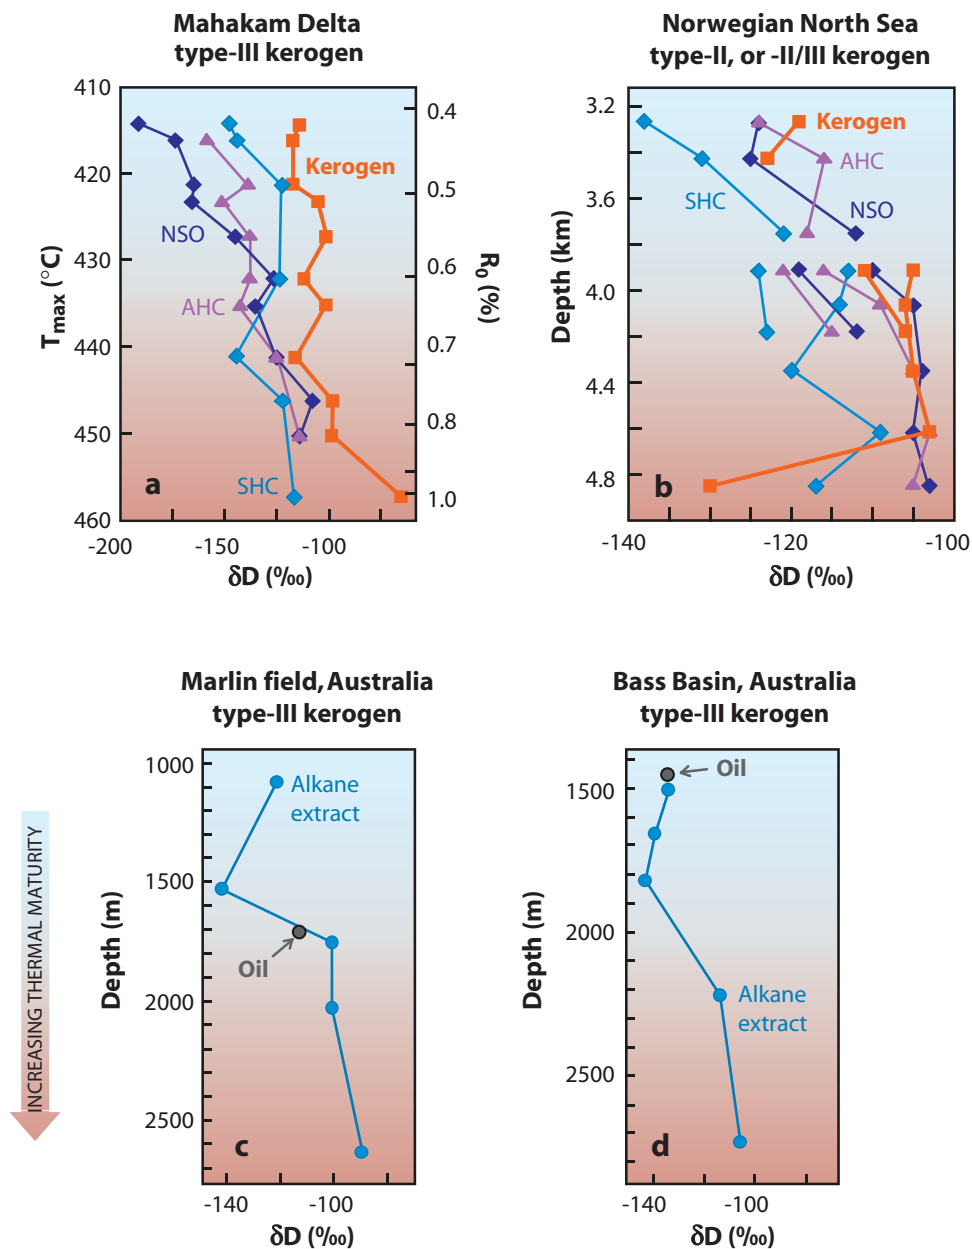 Mahakam Delta
type-III kerogen
410
420
430
440
450
460
Tmax (°C)
0.4
0.5
0.6
0.7
0.8
1.0
R0 (%)
Kerogen
NSO
AHC
SHC
a
-200
-150
-100
δD (‰)
Norwegian North Sea
type-II, or -II/III kerogen
3.2
3.6
4.0
4.4
4.8
Depth (km)
Kerogen
AHC
SHC
NSO
b
-140
-120
-100
δD (‰)
INCREASING THERMAL MATURITY
Marlin field, Australia
type-III kerogen
1000
1500
2000
2500
Depth (m)
Alkane
extract
Oil
c
-140
-100
δD (‰)
Bass Basin, Australia
type-III kerogen
1500
2000
2500
Depth (m)
Oil
Alkane
extract
d
-140
-100
δD (‰)